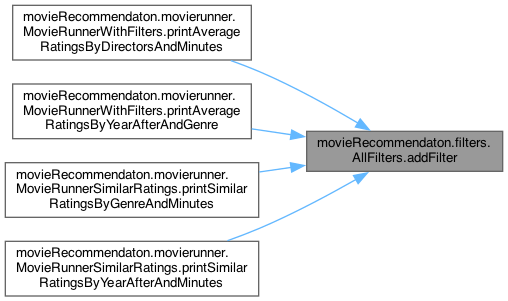 movieRecommendaton.movierunner.
MovieRunnerWithFilters.printAverage
RatingsByDirectorsAndMinutes
movieRecommendaton.movierunner.
MovieRunnerWithFilters.printAverage
RatingsByYearAfterAndGenre
movieRecommendaton.filters.
AllFilters.addFilter
movieRecommendaton.movierunner.
MovieRunnerSimilarRatings.printSimilar
RatingsByGenreAndMinutes
movieRecommendaton.movierunner.
MovieRunnerSimilarRatings.printSimilar
RatingsByYearAfterAndMinutes